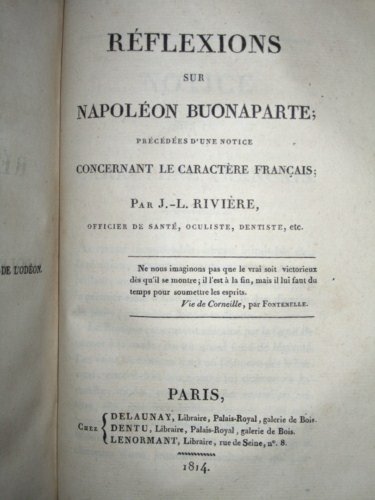 RÉFLEXIONS
SUR
NAPOLÉON BUONAPARTE;
PRÉCÉDÉES D'UNE NOTICE
CONCERNANT LE CARACTÈRE FRANÇAIS;
PAR J.-L. RIVIÈRE,
OFFICIER DE SANTÉ, OCULISTE, DENTISTE, etc.
DE L'ODÉON.
Ne nous imaginons pas que le vrai soit victorieux
dès qu'il se montre; il l'est à la fin, mais il lui faut du
temps pour soumettre les esprits.
Vie de Corneille, par FONTENELLE.
PARIS,
CHEZ
DELAUNAY, Libraire, Palais-Royal, galerie de Bois.
DENTU, Libraire, Palais-Royal, galerie de Bois.
LENORMANT, Libraire, rue de Seine, nº. 8.
1814.